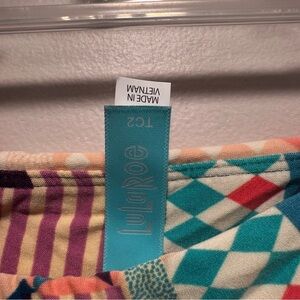 MADE IN
VIETNAM
TC2
LuLaRoe